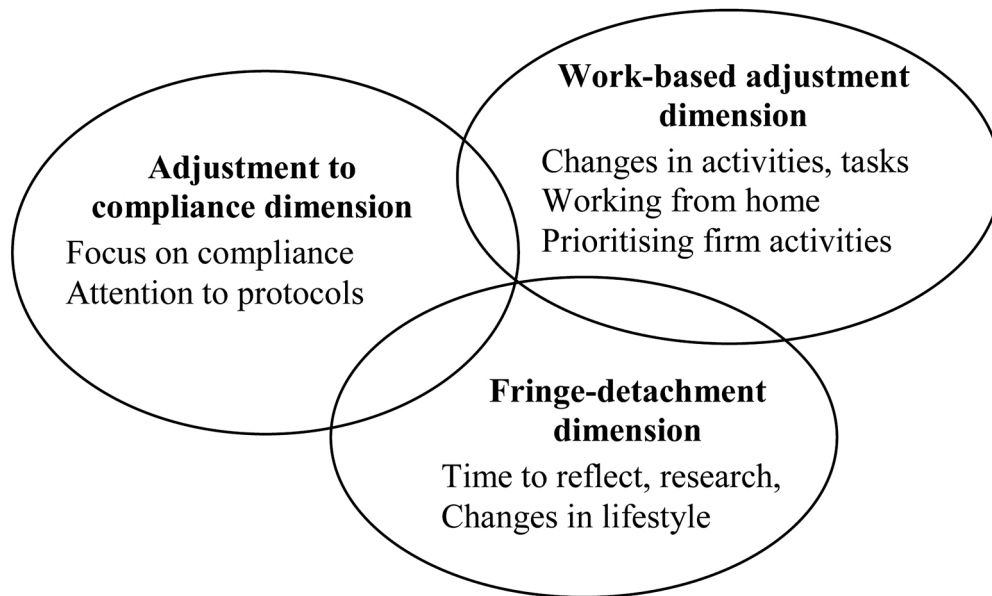 Work-based adjustment
dimension
Changes in activities, tasks
Working from home
Prioritising firm activities
Adjustment to
compliance dimension
Focus on compliance
Attention to protocols
Fringe-detachment
dimension
Time to reflect, research,
Changes in lifestyle